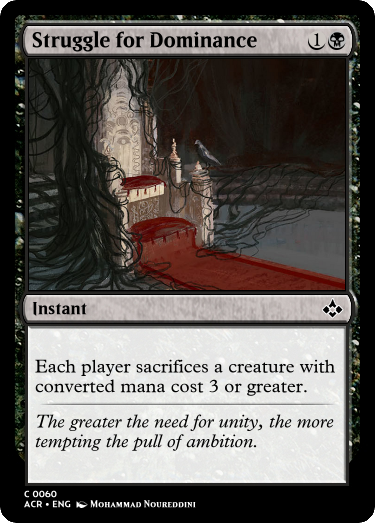 Struggle for Dominance 1
Instant
Each player sacrifices a creature with
converted mana cost 3 or greater.
The greater the need for unity, the more
tempting the pull of ambition.
C 0060
ACR • ENG Mohammad Noureddini